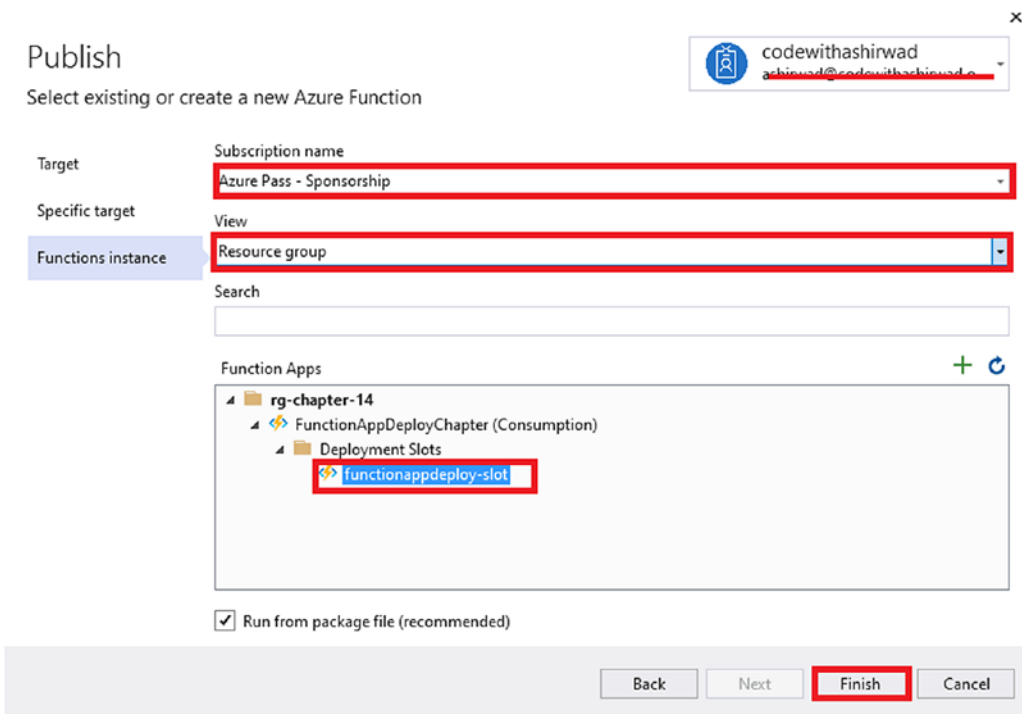 Publish
Select existing or create a new Azure Function
codewithashirwad
Target
Specific target
Functions instance
Subscription name
Azure Pass - Sponsorship
View
Resource group
Search
Function Apps
rg-chapter-14
FunctionAppDeployChapter (Consumption)
Deployment Slots
functionappdeploy-slot
Run from package file (recommended)
Back
Next
Finish
Cancel